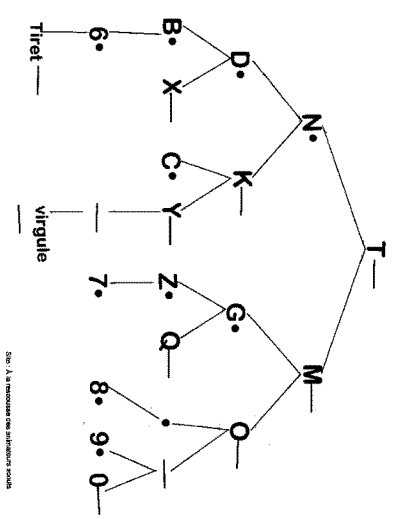 T —
N • M —
D • K — G • O —
B • X — C • Y — Z • Q — • —
6 • — 7 • 8 • 9 • 0 —
Tiret — virgule —
Site : À la rescousse des animateurs scouts